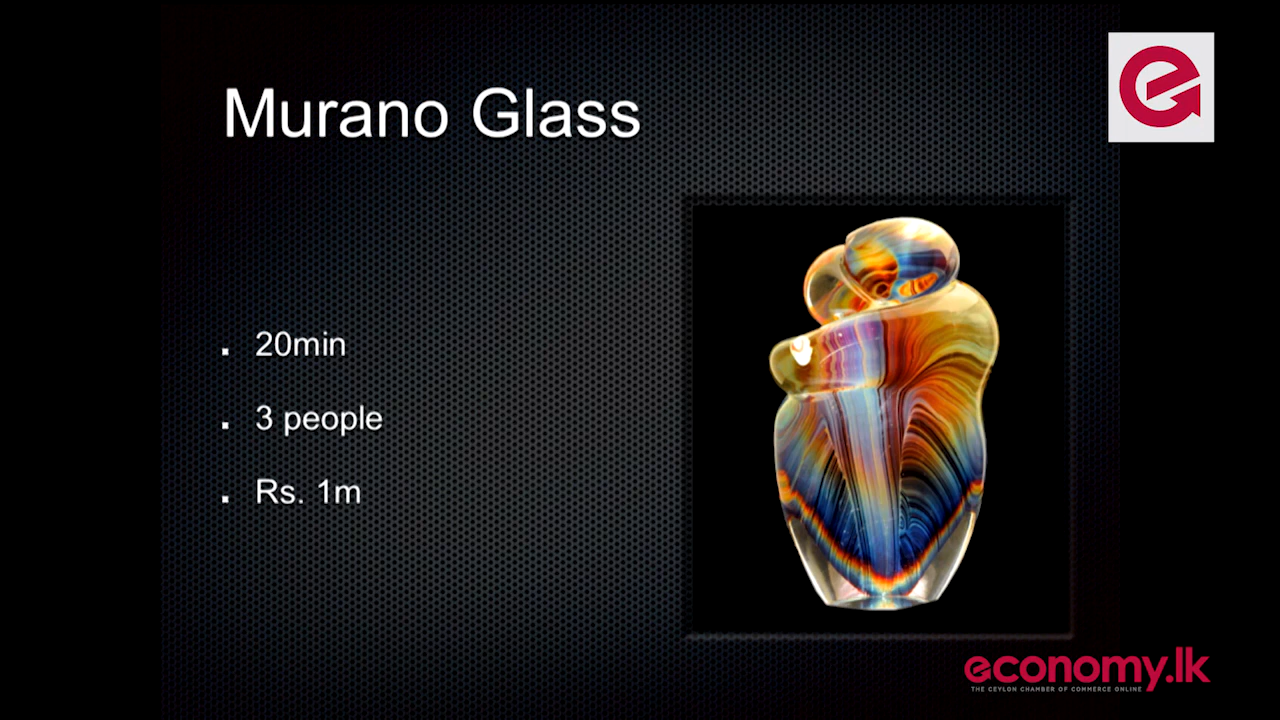 Murano Glass
20min
3 people
Rs. 1m
economy.lk
THE CEYLON CHAMBER OF COMMERCE ONLINE